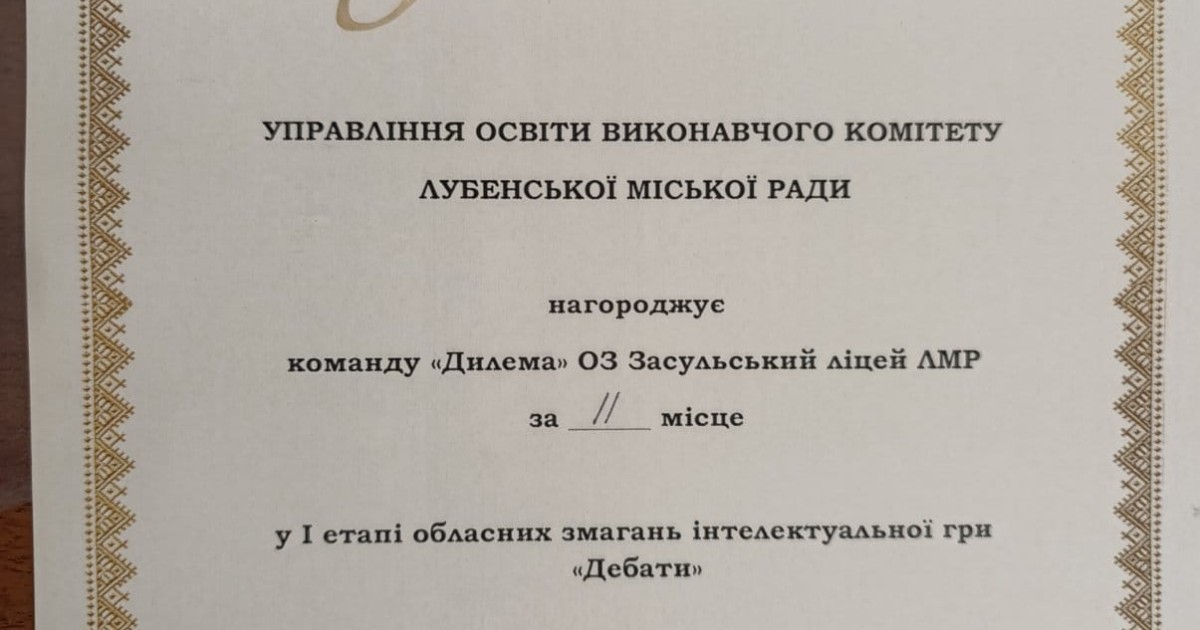 УПРАВЛІННЯ ОСВІТИ ВИКОНАВЧОГО КОМІТЕТУ
ЛУБЕНСЬКОЇ МІСЬКОЇ РАДИ
нагороджує
команду «Дилема» ОЗ Засульський ліцей ЛМР
за II місце
у I етапі обласних змагань інтелектуальної гри
«Дебати»